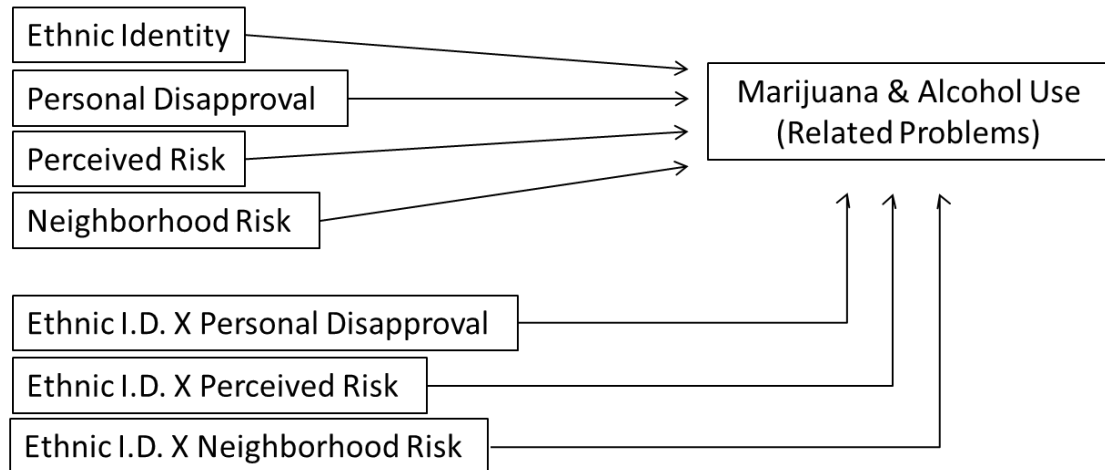 Ethnic Identity
Personal Disapproval
Perceived Risk
Neighborhood Risk
Marijuana & Alcohol Use
(Related Problems)
Ethnic I.D. X Personal Disapproval
Ethnic I.D. X Perceived Risk
Ethnic I.D. X Neighborhood Risk